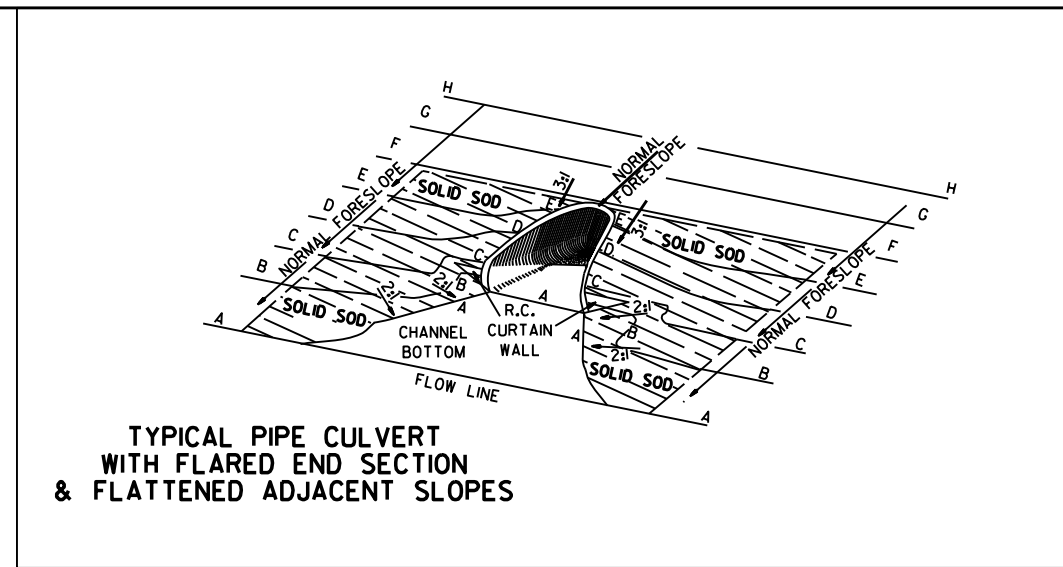 H
G
NORMAL
FORESLOPE
F
E
3:1
SOLID SOD
E
E
H
D
D
3:1
SOLID SOD
G
C
NORMAL FORESLOPE
C
D
F
B
2:1
2:1
B
A
A
C
2:1
E
SOLID SOD
R.C.
CURTAIN
WALL
A
B
D
A
CHANNEL
BOTTOM
2:1
NORMAL FORESLOPE
C
FLOW LINE
SOLID SOD
B
A
TYPICAL PIPE CULVERT
WITH FLARED END SECTION
& FLATTENED ADJACENT SLOPES